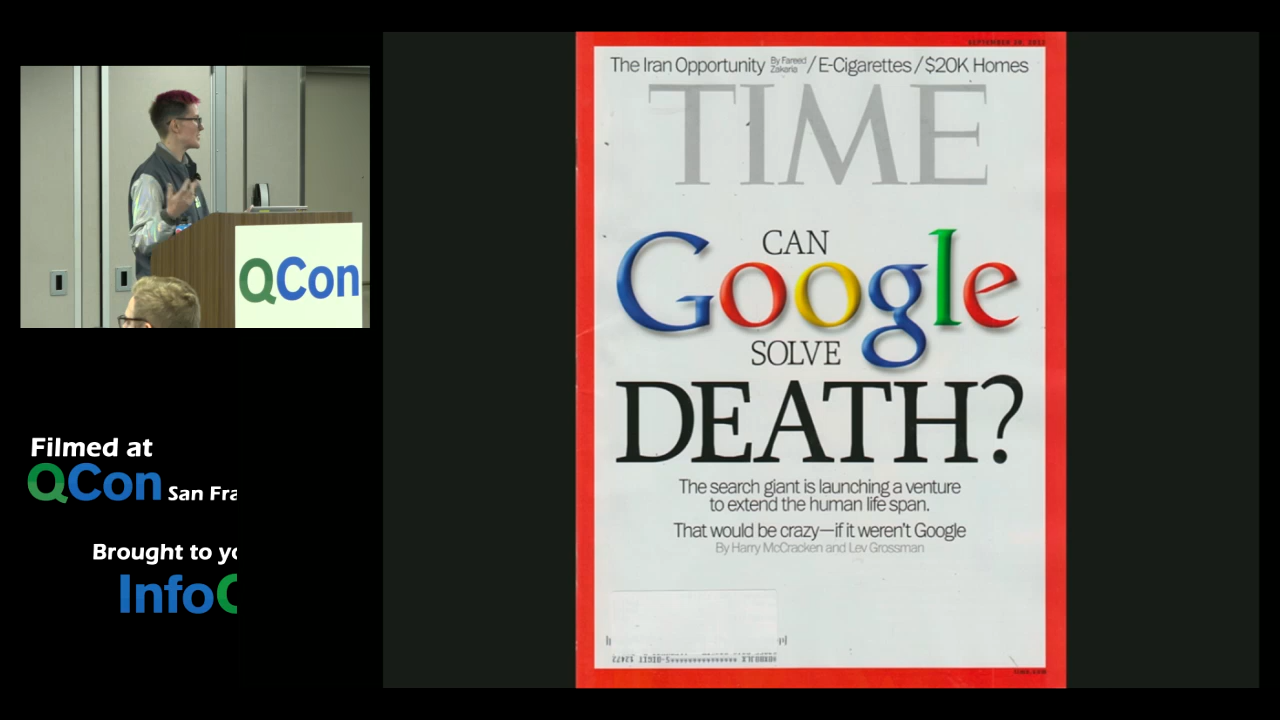 QCon
Filmed at
QCon San Fra
Brought to yo
Info
The Iran Opportunity By Fareed Zakaria / E-Cigarettes / $20K Homes
TIME
CAN
Google
SOLVE
DEATH?
The search giant is launching a venture
to extend the human life span.
That would be crazy—if it weren't Google
By Harry McCracken and Lev Grossman